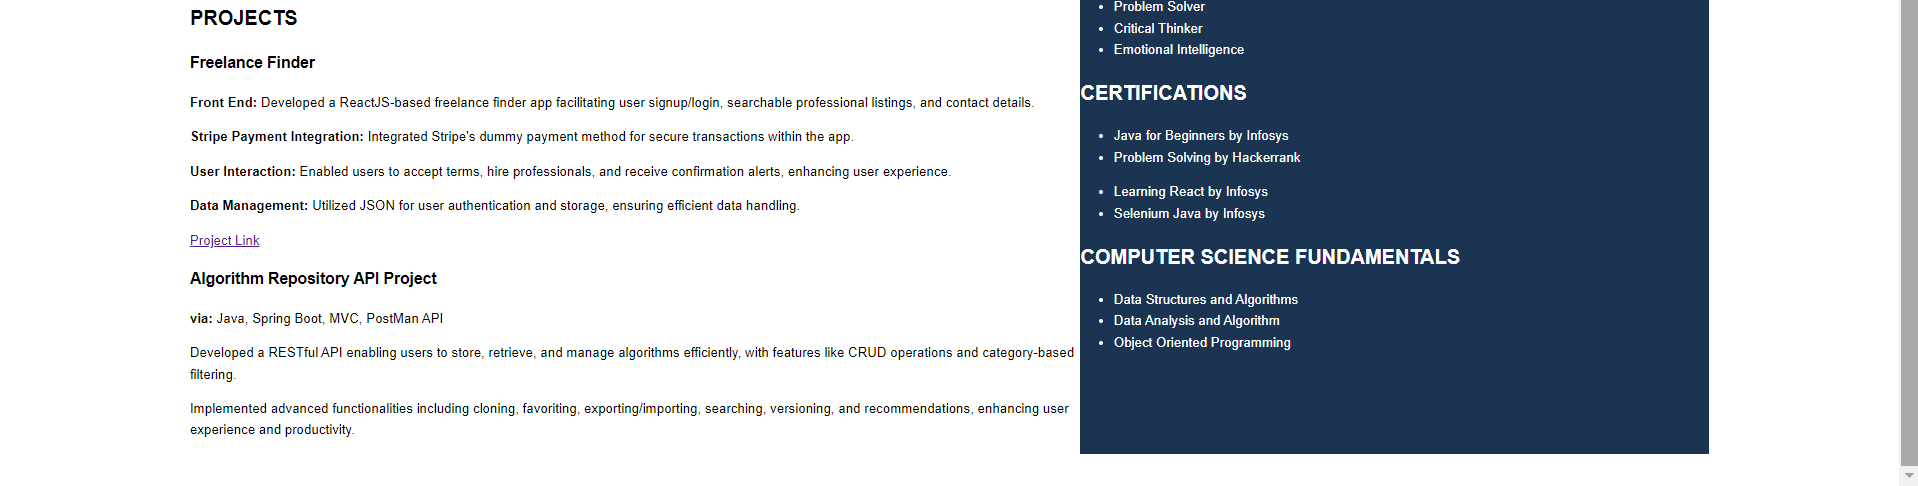 PROJECTS
Freelance Finder
Front End: Developed a ReactJS-based freelance finder app facilitating user signup/login, searchable professional listings, and contact details.
Stripe Payment Integration: Integrated Stripe's dummy payment method for secure transactions within the app.
User Interaction: Enabled users to accept terms, hire professionals, and receive confirmation alerts, enhancing user experience.
Data Management: Utilized JSON for user authentication and storage, ensuring efficient data handling.
Project Link
Algorithm Repository API Project
via: Java, Spring Boot, MVC, PostMan API
Developed a RESTful API enabling users to store, retrieve, and manage algorithms efficiently, with features like CRUD operations and category-based
filtering.
Implemented advanced functionalities including cloning, favoriting, exporting/importing, searching, versioning, and recommendations, enhancing user
experience and productivity.
Problem Solver
Critical Thinker
Emotional Intelligence
CERTIFICATIONS
Java for Beginners by Infosys
Problem Solving by Hackerrank
Learning React by Infosys
Selenium Java by Infosys
COMPUTER SCIENCE FUNDAMENTALS
Data Structures and Algorithms
Data Analysis and Algorithm
Object Oriented Programming